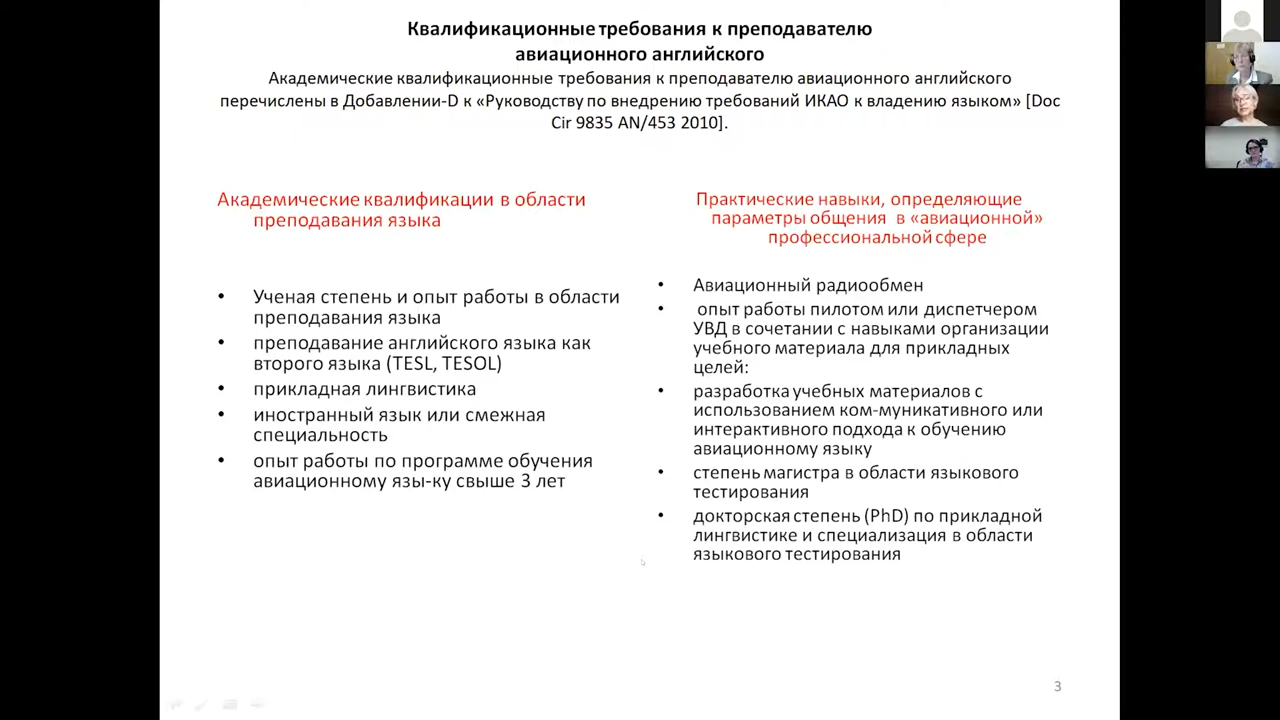 Квалификационные требования к преподавателю
авиационного английского
Академические квалификационные требования к преподавателю авиационного английского
перечислены в Добавлении-D к «Руководству по внедрению требований ИКАО к владению языком» [Doc
Cir 9835 AN/453 2010].
Академические квалификации в области
преподавания языка
• Ученая степень и опыт работы в области
преподавания языка
• преподавание английского языка как
второго языка (TESL, TESOL)
• прикладная лингвистика
• иностранный язык или смежная
специальность
• опыт работы по программе обучения
авиационному язы-ку свыше 3 лет
Практические навыки, определяющие
параметры общения в «авиационной»
профессиональной сфере
• Авиационный радиообмен
• опыт работы пилотом или диспетчером
УВД в сочетании с навыками организации
учебного материала для прикладных
целей:
• разработка учебных материалов с
использованием ком-муникативного или
интерактивного подхода к обучению
авиационному языку
• степень магистра в области языкового
тестирования
• докторская степень (PhD) по прикладной
лингвистике и специализация в области
языкового тестирования
3